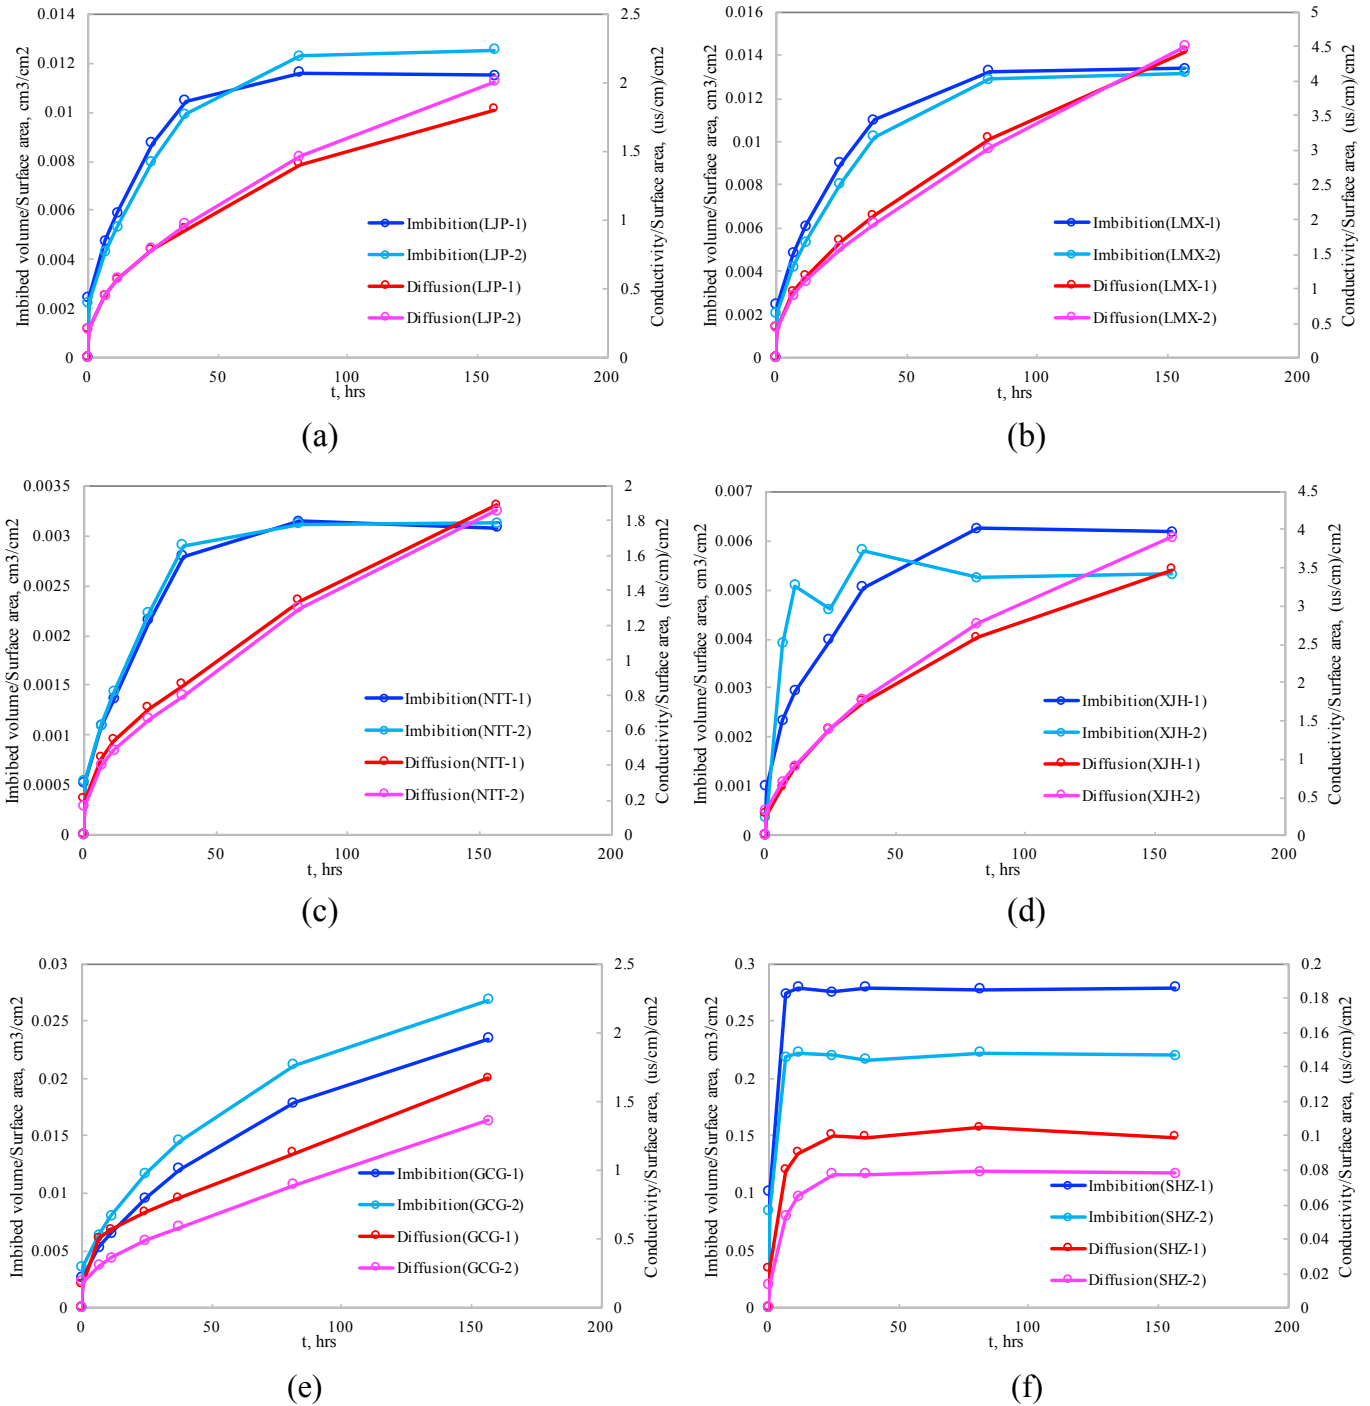 0.014
0.012
0.01
0.008
0.006
0.004
0.002
0
2.5
2
1.5
1
0.5
0
0
50
100
150
200
t, hrs
Imbibed volume/Surface area, cm3/cm2
Conductivity/Surface area, (us/cm)/cm2
Imbibition(LJP-1)
Imbibition(LJP-2)
Diffusion(LJP-1)
Diffusion(LJP-2)
(a)
0.016
0.014
0.012
0.01
0.008
0.006
0.004
0.002
0
5
4.5
4
3.5
3
2.5
2
1.5
1
0.5
0
0
50
100
150
200
t, hrs
Imbibed volume/Surface area, cm3/cm2
Conductivity/Surface area, (us/cm)/cm2
Imbibition(LMX-1)
Imbibition(LMX-2)
Diffusion(LMX-1)
Diffusion(LMX-2)
(b)
0.0035
0.003
0.0025
0.002
0.0015
0.001
0.0005
0
2
1.8
1.6
1.4
1.2
1
0.8
0.6
0.4
0.2
0
0
50
100
150
200
t, hrs
Imbibed volume/Surface area, cm3/cm2
Conductivity/Surface area, (us/cm)/cm2
Imbibition(NTT-1)
Imbibition(NTT-2)
Diffusion(NTT-1)
Diffusion(NTT-2)
(c)
0.007
0.006
0.005
0.004
0.003
0.002
0.001
0
4.5
4
3.5
3
2.5
2
1.5
1
0.5
0
0
50
100
150
200
t, hrs
Imbibed volume/Surface area, cm3/cm2
Conductivity/Surface area, (us/cm)/cm2
Imbibition(XJH-1)
Imbibition(XJH-2)
Diffusion(XJH-1)
Diffusion(XJH-2)
(d)
0.03
0.025
0.02
0.015
0.01
0.005
0
2.5
2
1.5
1
0.5
0
0
50
100
150
200
t, hrs
Imbibed volume/Surface area, cm3/cm2
Conductivity/Surface area, (us/cm)/cm2
Imbibition(GCG-1)
Imbibition(GCG-2)
Diffusion(GCG-1)
Diffusion(GCG-2)
(e)
0.3
0.25
0.2
0.15
0.1
0.05
0
0.2
0.18
0.16
0.14
0.12
0.1
0.08
0.06
0.04
0.02
0
0
50
100
150
200
t, hrs
Imbibed volume/Surface area, cm3/cm2
Conductivity/Surface area, (us/cm)/cm2
Imbibition(SHZ-1)
Imbibition(SHZ-2)
Diffusion(SHZ-1)
Diffusion(SHZ-2)
(f)